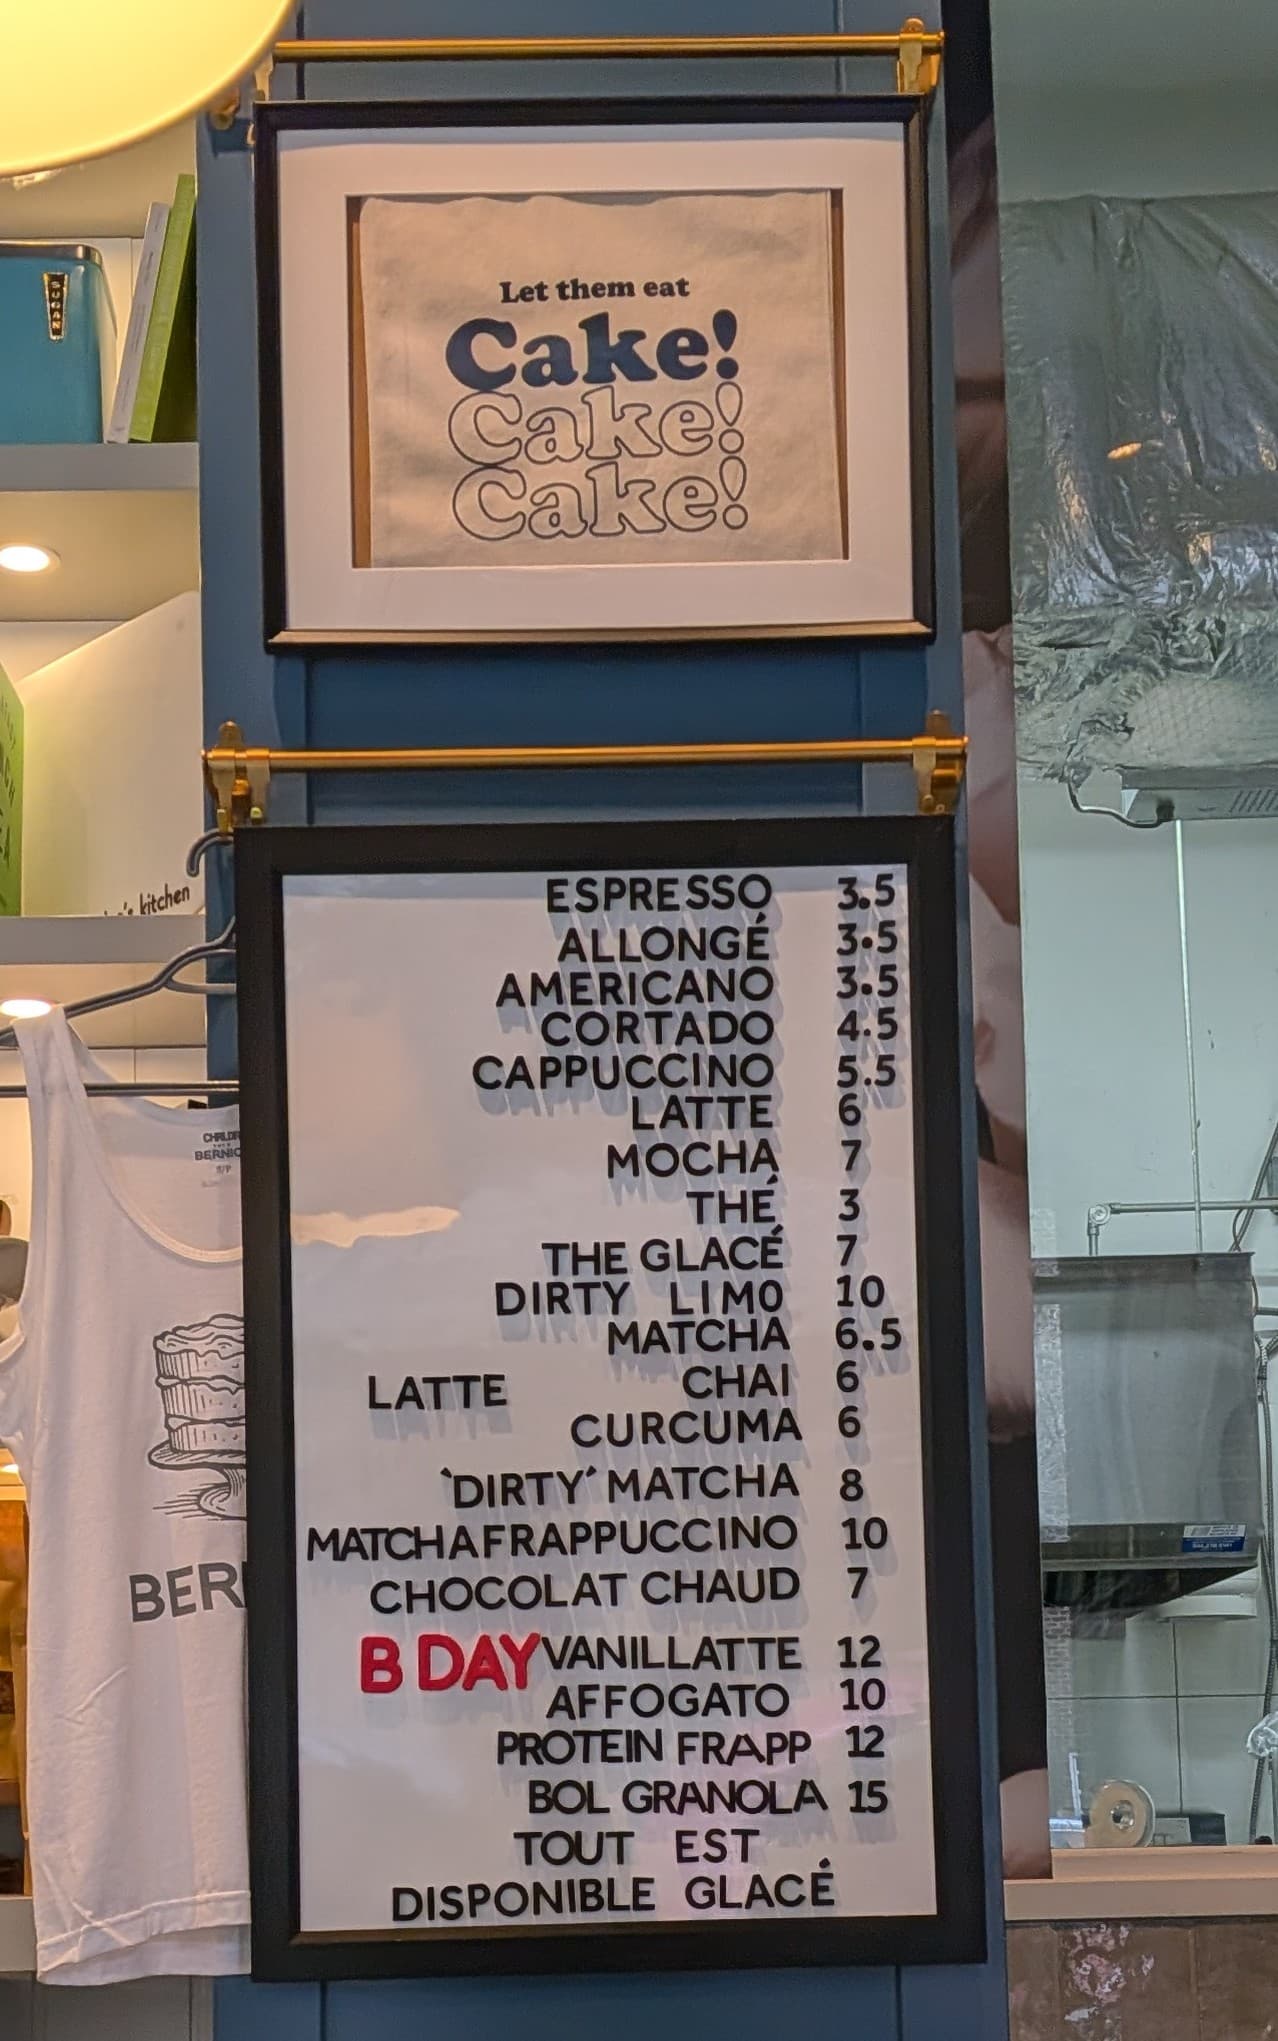 SUGAR
Let them eat
Cake!
Cake!
Cake!
kitchen
BERNIC
S/P
BER
ESPRESSO 3.5
ALLONGÉ 3.5
AMERICANO 3.5
CORTADO 4.5
CAPPUCCINO 5.5
LATTE 6
MOCHA 7
THÉ 3
THE GLACÉ 7
DIRTY LIMO 10
MATCHA 6.5
LATTE CHAI 6
CURCUMA 6
`DIRTY´ MATCHA 8
MATCHAFRAPPUCCINO 10
CHOCOLAT CHAUD 7
B DAY VANILLATTE 12
AFFOGATO 10
PROTEIN FRAPP 12
BOL GRANOLA 15
TOUT EST
DISPONIBLE GLACÉ